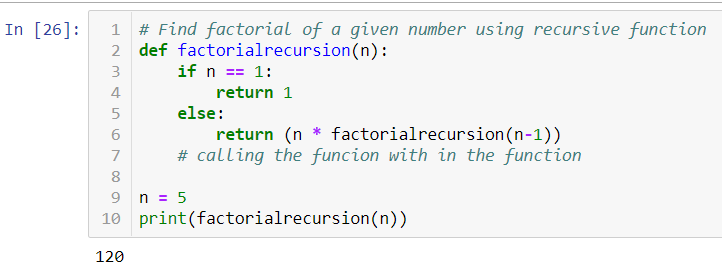 In [26]:
1 # Find factorial of a given number using recursive function
2 def factorialrecursion(n):
3     if n == 1:
4         return 1
5     else:
6         return (n * factorialrecursion(n-1))
7     # calling the funcion with in the function
8
9 n = 5
10 print(factorialrecursion(n))
120